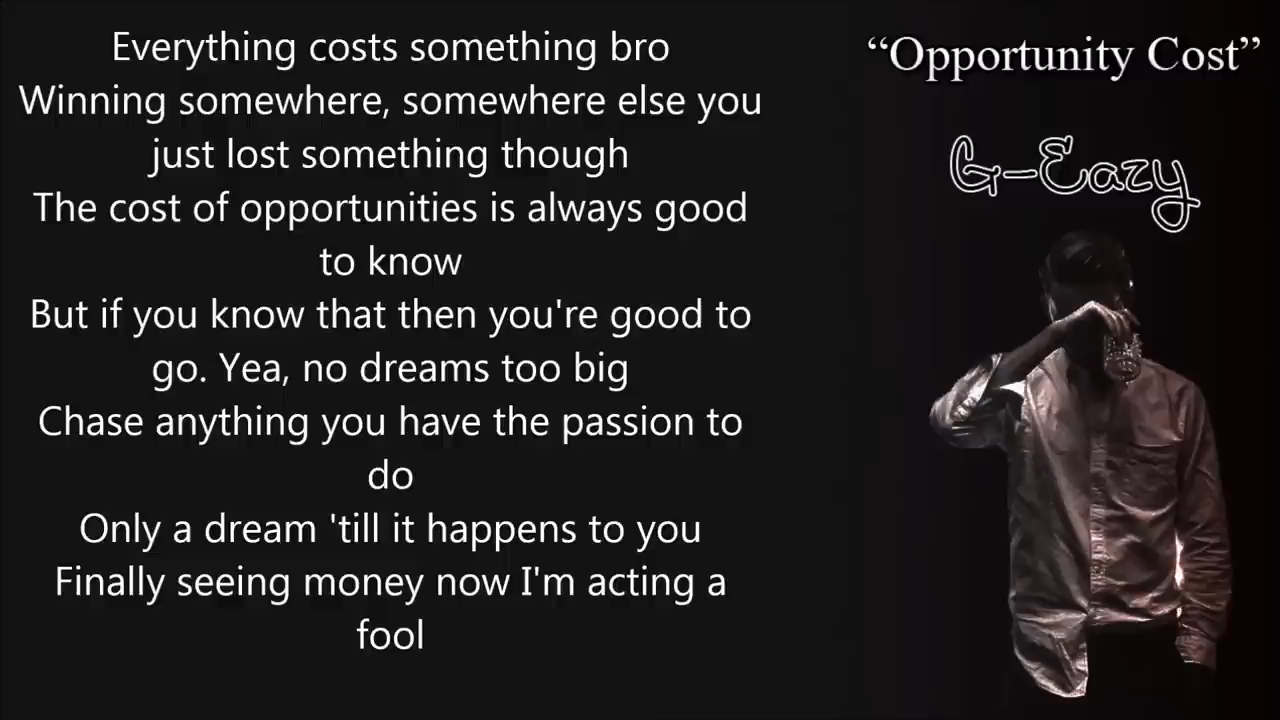 Everything costs something bro
Winning somewhere, somewhere else you
just lost something though
The cost of opportunities is always good
to know
But if you know that then you're good to
go. Yea, no dreams too big
Chase anything you have the passion to
do
Only a dream 'till it happens to you
Finally seeing money now I'm acting a
fool
“Opportunity Cost”
G-Eazy